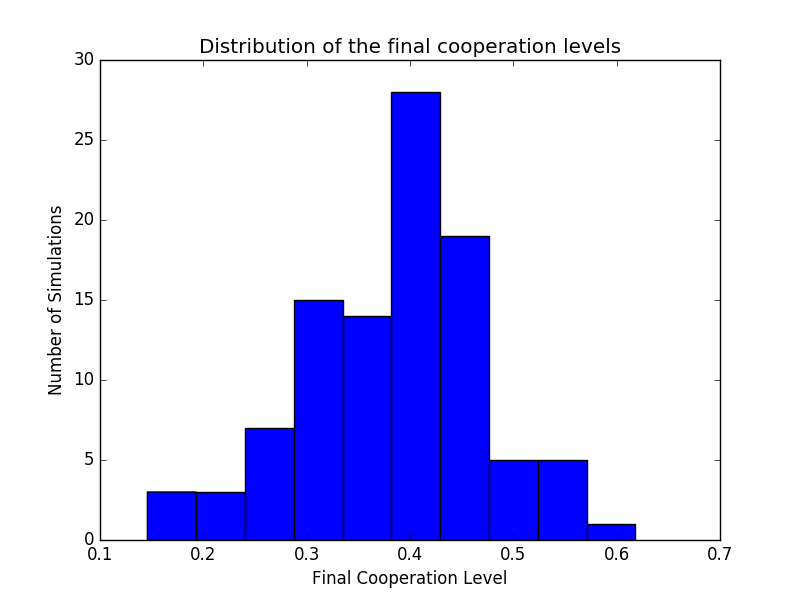 Distribution of the final cooperation levels
30
25
20
15
10
5
0
Number of Simulations
0.1 0.2 0.3 0.4 0.5 0.6 0.7
Final Cooperation Level